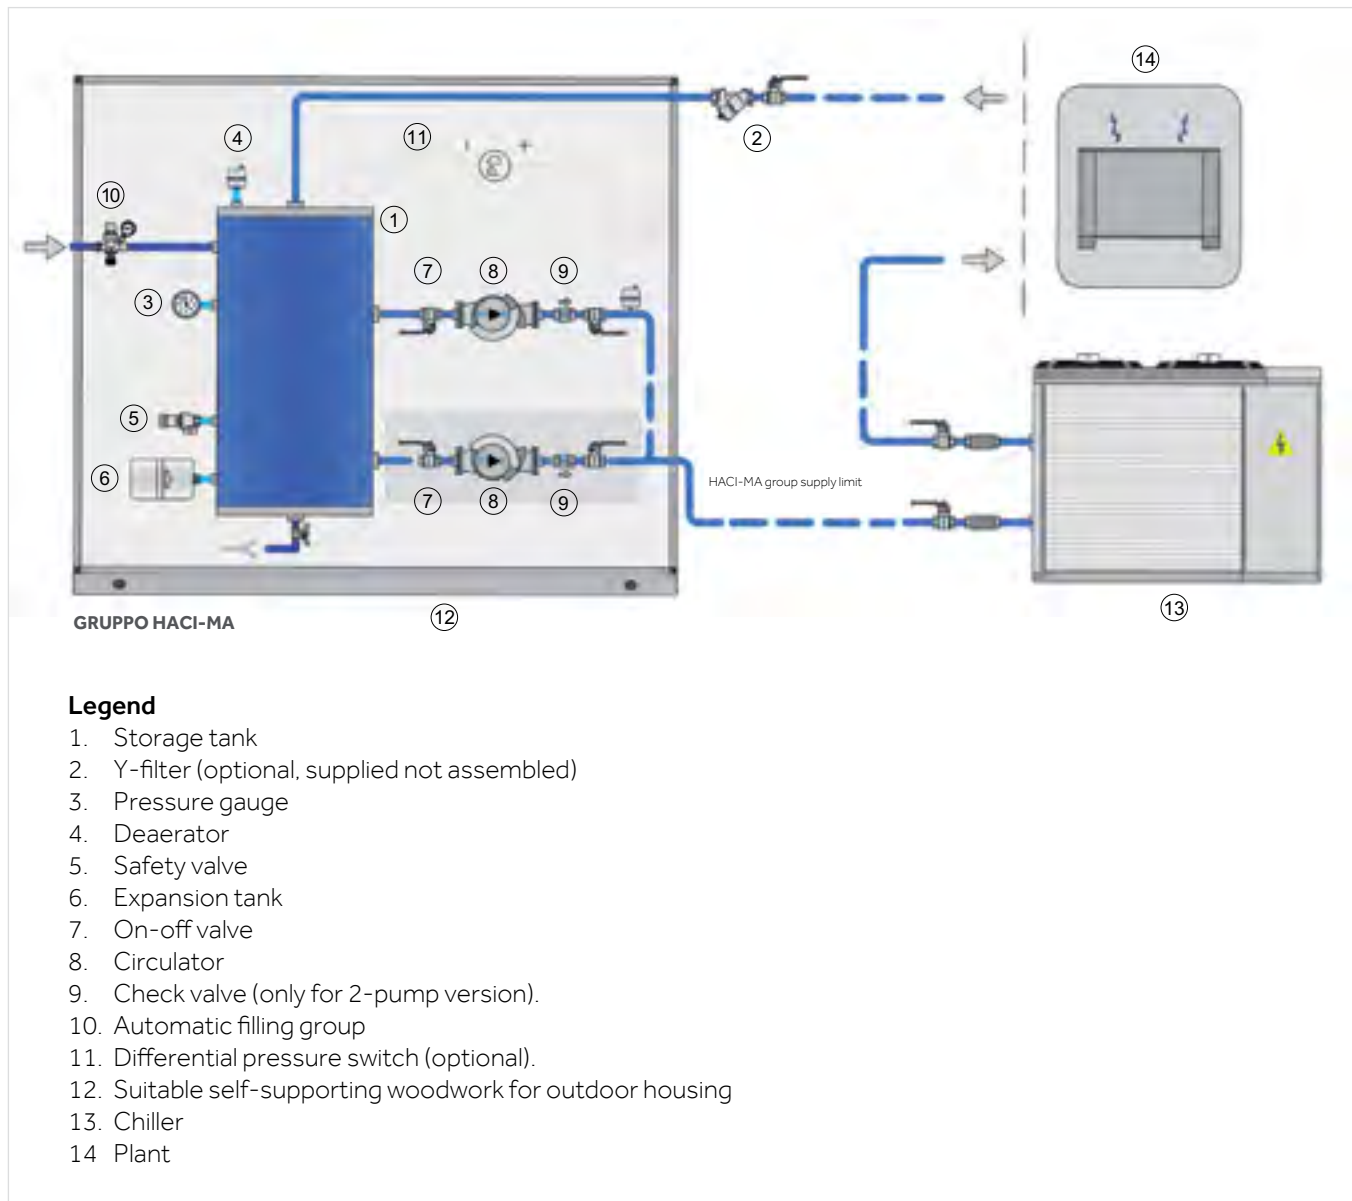 14
11
4
2
10
1
7
8
9
3
5
6
7
8
9
HACI-MA group supply limit
12
13
GRUPPO HACI-MA
Legend
1. Storage tank
2. Y-filter (optional, supplied not assembled)
3. Pressure gauge
4. Deaerator
5. Safety valve
6. Expansion tank
7. On-off valve
8. Circulator
9. Check valve (only for 2-pump version).
10. Automatic filling group
11. Differential pressure switch (optional).
12. Suitable self-supporting woodwork for outdoor housing
13. Chiller
14 Plant